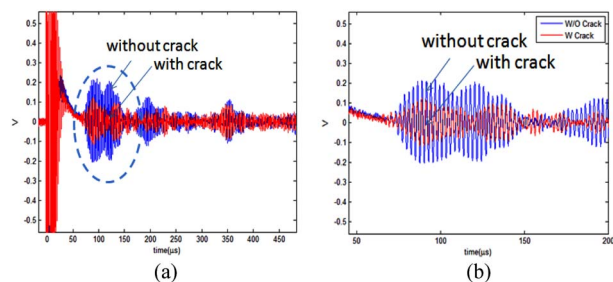 0.5
0.4
0.3
0.2
0.1
0
-0.1
-0.2
-0.3
-0.4
-0.5
V
without crack
with crack
0 50 100 150 200 250 300 350 400 450
time(µs)
(a)
0.5
0.4
0.3
0.2
0.1
0
-0.1
-0.2
-0.3
-0.4
-0.5
V
W/O Crack
W Crack
without crack
with crack
50 100 150 200
time(µs)
(b)